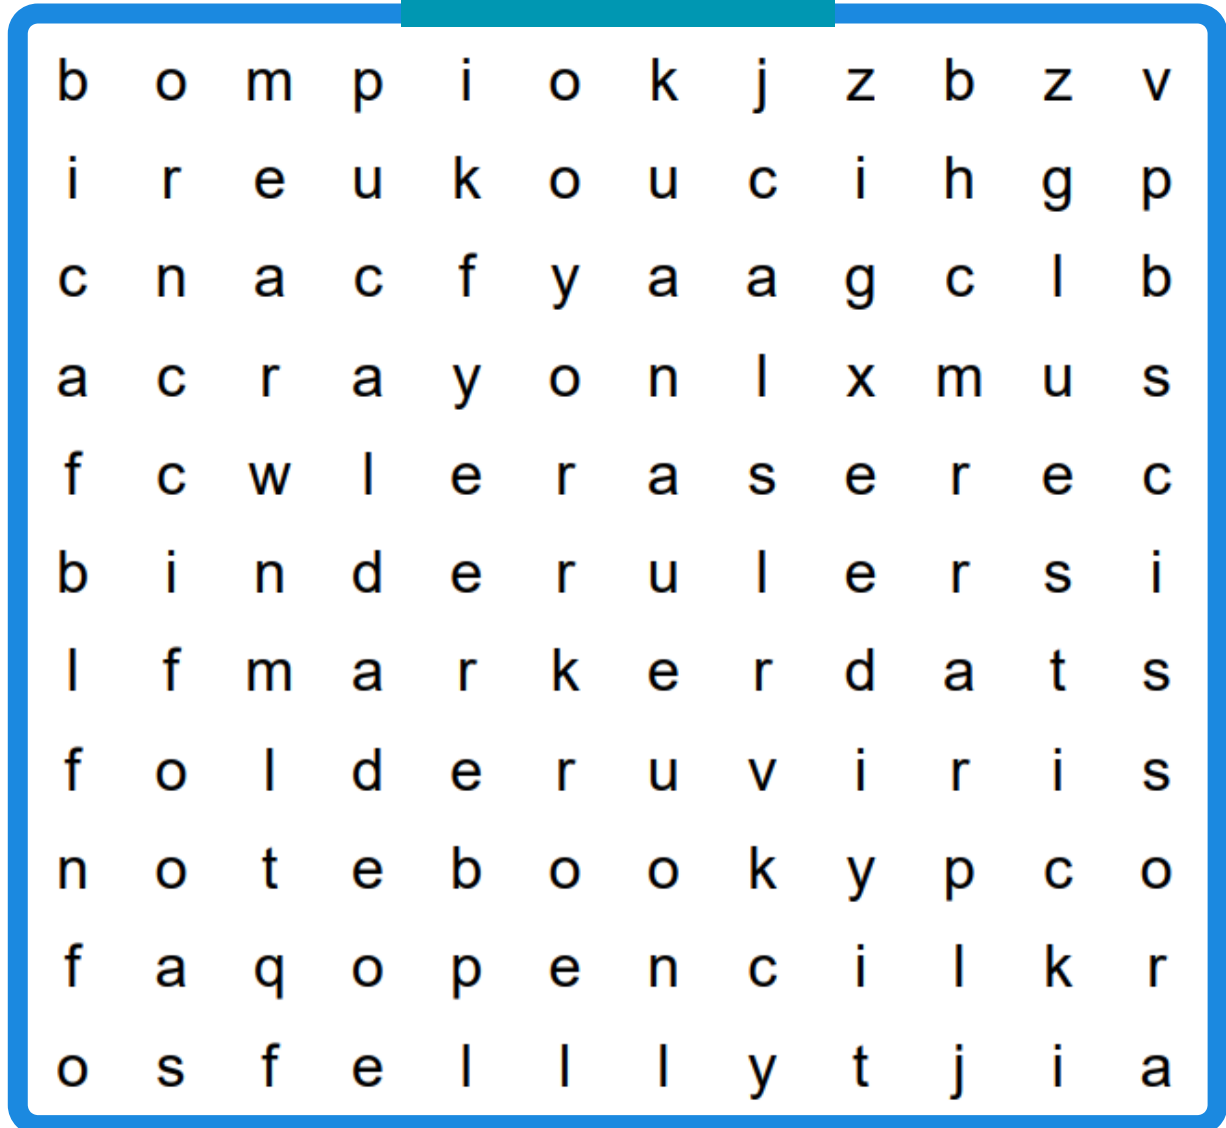 b o m p i o k j z b z v
i r e u k o u c i h g p
c n a c f y a a g c l b
a c r a y o n l x m u s
f c w l e r a s e r e c
b i n d e r u l e r s i
l f m a r k e r d a t s
f o l d e r u v i r i s
n o t e b o o k y p c o
f a q o p e n c i l k r
o s f e l l l y t j i a